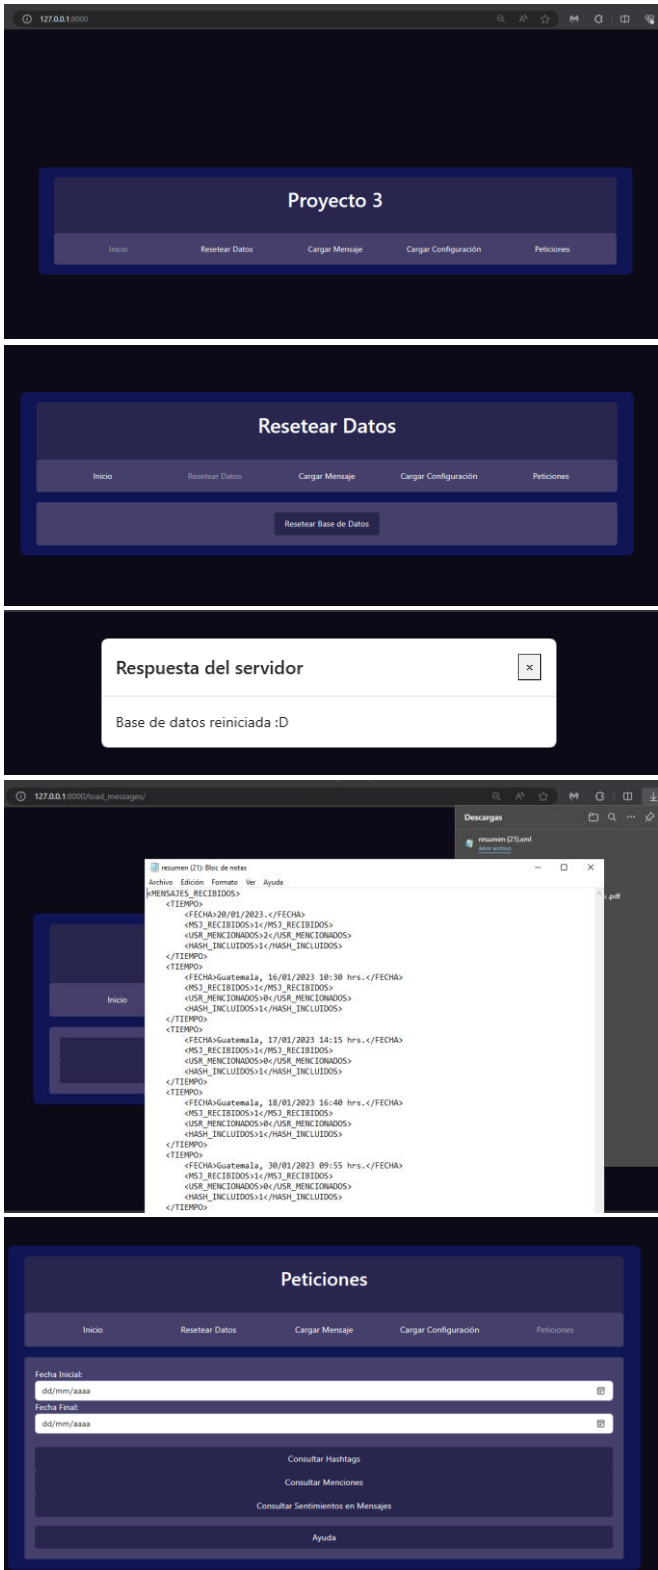 127.0.0.1:8000
Proyecto 3
Inicio Resetear Datos Cargar Mensaje Cargar Configuración Peticiones
Resetear Datos
Inicio Resetear Datos Cargar Mensaje Cargar Configuración Peticiones
Resetear Base de Datos
Respuesta del servidor
×
Base de datos reiniciada :D
127.0.0.1:8000/load_messages/
Descargas
resumen (21).xml
Abrir archivo
.pdf
resumen (21): Bloc de notas
Archivo Edición Formato Ver Ayuda
<MENSAJES_RECIBIDOS>
<TIEMPO>
<FECHA>20/01/2023.</FECHA>
<MSJ_RECIBIDOS>1</MSJ_RECIBIDOS>
<USR_MENCIONADOS>2</USR_MENCIONADOS>
<HASH_INCLUIDOS>1</HASH_INCLUIDOS>
</TIEMPO>
<TIEMPO>
<FECHA>Guatemala, 16/01/2023 10:30 hrs.</FECHA>
<MSJ_RECIBIDOS>1</MSJ_RECIBIDOS>
<USR_MENCIONADOS>0</USR_MENCIONADOS>
<HASH_INCLUIDOS>1</HASH_INCLUIDOS>
</TIEMPO>
<TIEMPO>
<FECHA>Guatemala, 17/01/2023 14:15 hrs.</FECHA>
<MSJ_RECIBIDOS>1</MSJ_RECIBIDOS>
<USR_MENCIONADOS>0</USR_MENCIONADOS>
<HASH_INCLUIDOS>1</HASH_INCLUIDOS>
</TIEMPO>
<TIEMPO>
<FECHA>Guatemala, 18/01/2023 16:40 hrs.</FECHA>
<MSJ_RECIBIDOS>1</MSJ_RECIBIDOS>
<USR_MENCIONADOS>0</USR_MENCIONADOS>
<HASH_INCLUIDOS>1</HASH_INCLUIDOS>
</TIEMPO>
<TIEMPO>
<FECHA>Guatemala, 30/01/2023 09:55 hrs.</FECHA>
<MSJ_RECIBIDOS>1</MSJ_RECIBIDOS>
<USR_MENCIONADOS>0</USR_MENCIONADOS>
<HASH_INCLUIDOS>1</HASH_INCLUIDOS>
</TIEMPO>
Inicio
Peticiones
Inicio Resetear Datos Cargar Mensaje Cargar Configuración Peticiones
Fecha Inicial:
dd/mm/aaaa
Fecha Final:
dd/mm/aaaa
Consultar Hashtags
Consultar Menciones
Consultar Sentimientos en Mensajes
Ayuda